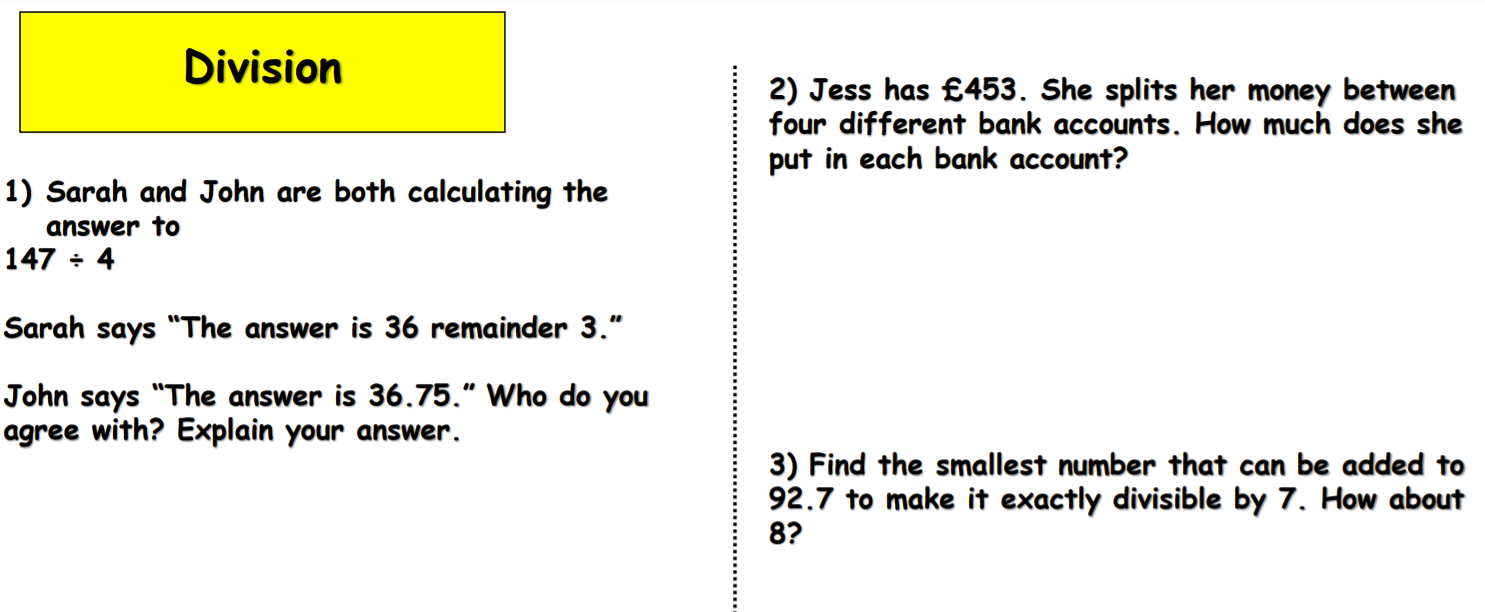 Division
1) Sarah and John are both calculating the
answer to
147 ÷ 4
Sarah says “The answer is 36 remainder 3.”
John says “The answer is 36.75.” Who do you
agree with? Explain your answer.
2) Jess has £453. She splits her money between
four different bank accounts. How much does she
put in each bank account?
3) Find the smallest number that can be added to
92.7 to make it exactly divisible by 7. How about
8?